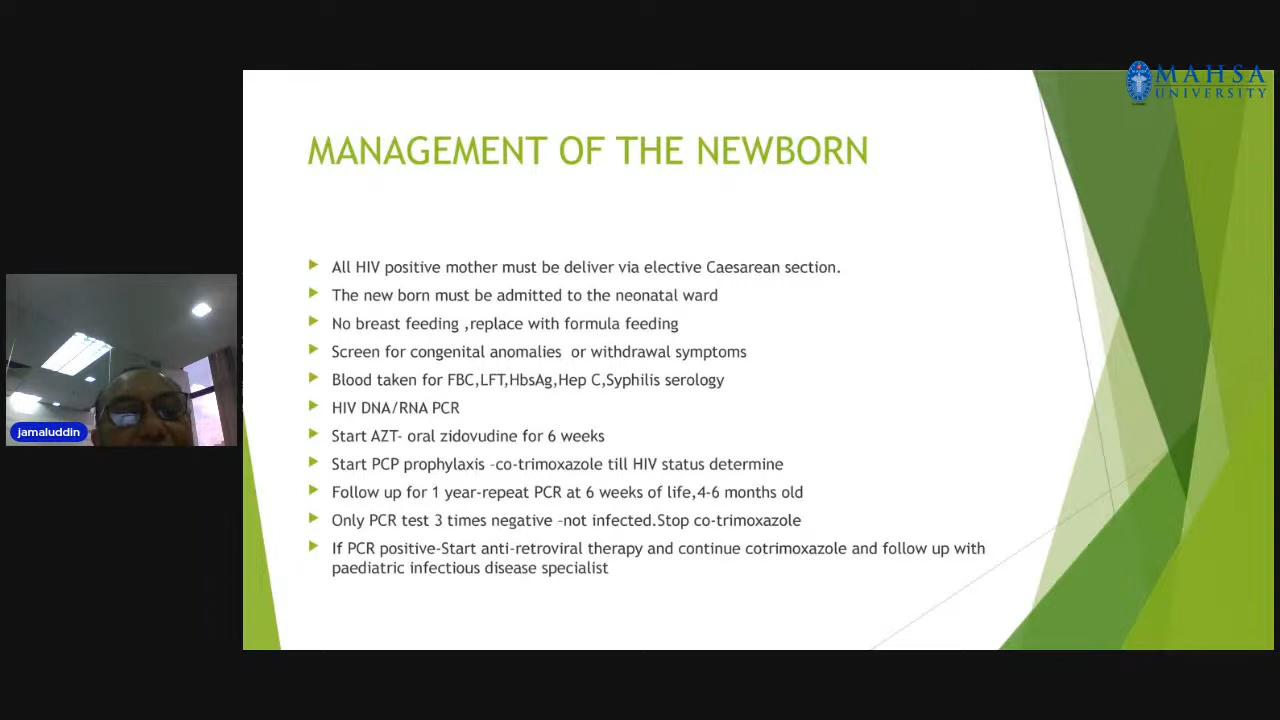 MAHSA
UNIVERSITY
MANAGEMENT OF THE NEWBORN
All HIV positive mother must be deliver via elective Caesarean section.
The new born must be admitted to the neonatal ward
No breast feeding ,replace with formula feeding
Screen for congenital anomalies or withdrawal symptoms
Blood taken for FBC,LFT,HbsAg,Hep C,Syphilis serology
HIV DNA/RNA PCR
Start AZT- oral zidovudine for 6 weeks
Start PCP prophylaxis -co-trimoxazole till HIV status determine
Follow up for 1 year-repeat PCR at 6 weeks of life,4-6 months old
Only PCR test 3 times negative -not infected.Stop co-trimoxazole
If PCR positive-Start anti-retroviral therapy and continue cotrimoxazole and follow up with
paediatric infectious disease specialist
jamaluddin